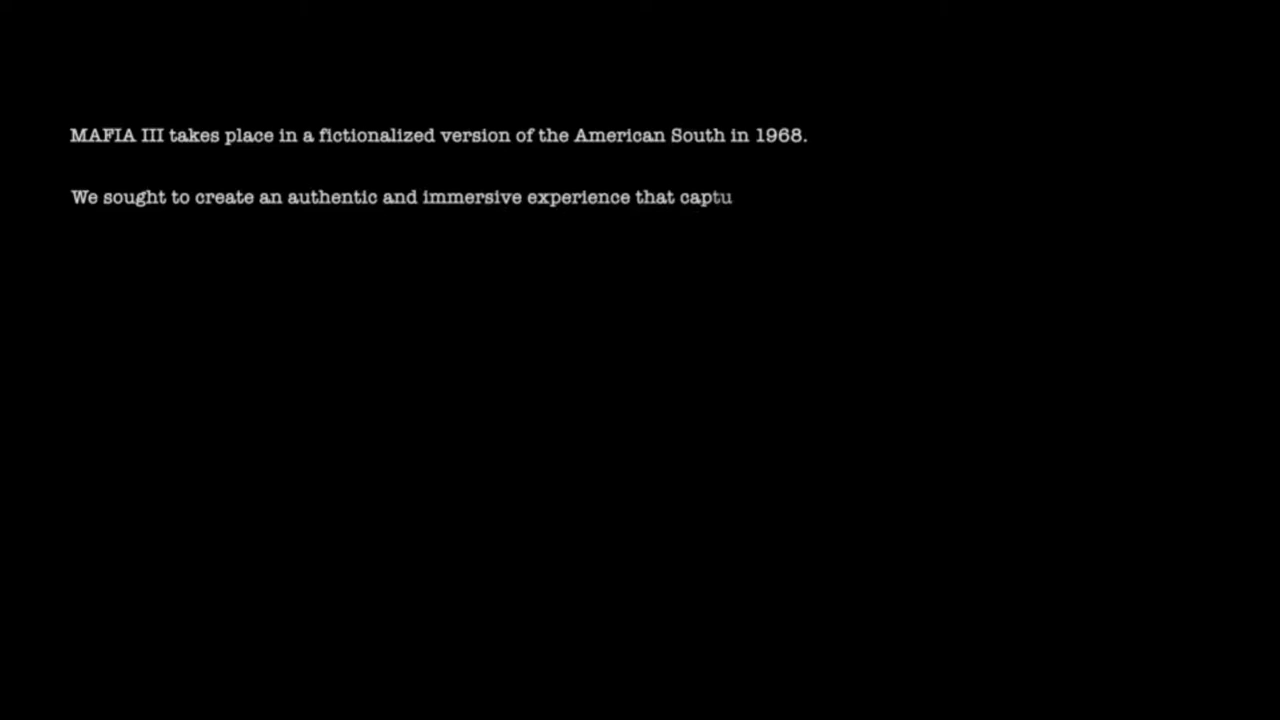 MAFIA III takes place in a fictionalized version of the American South in 1968.
We sought to create an authentic and immersive experience that captu